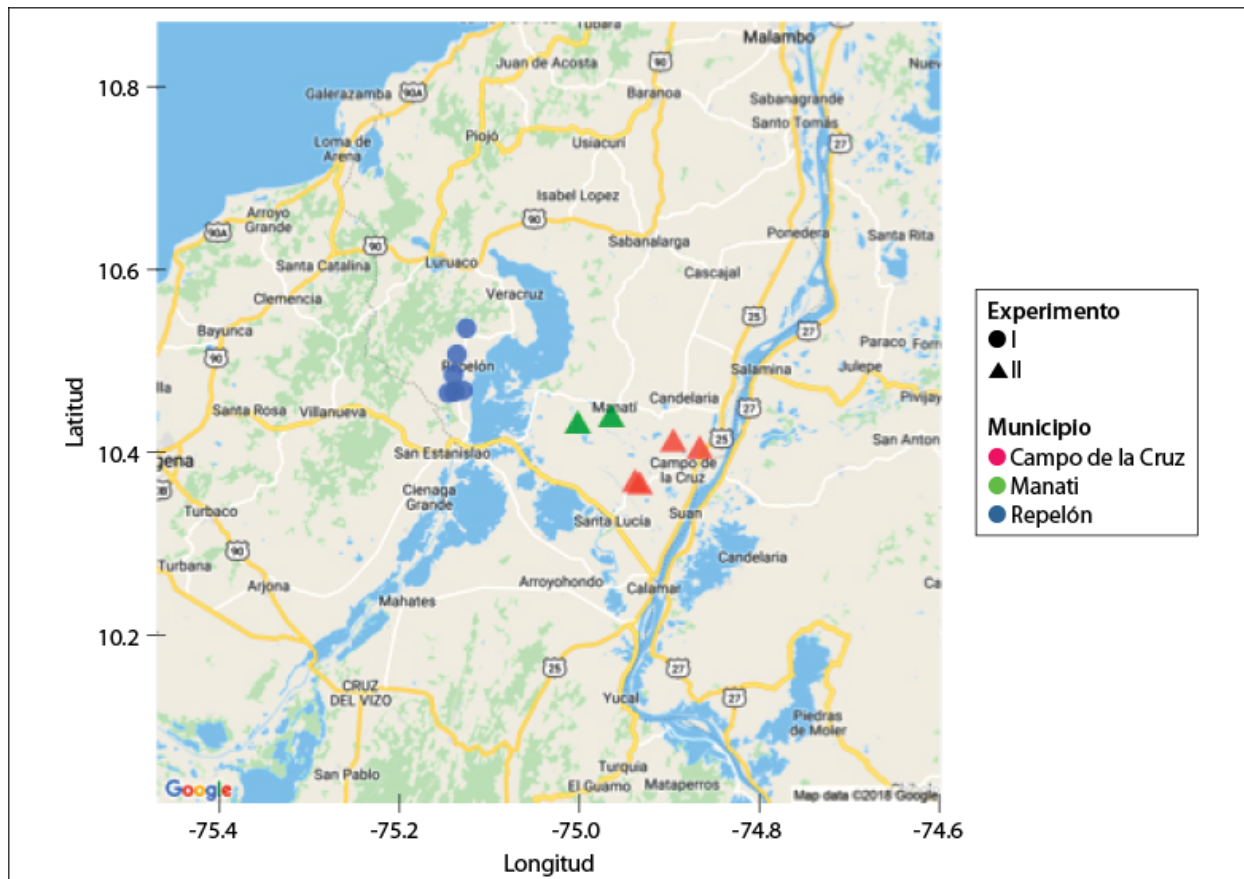 Tubará
Malambo
Juan de Acosta
90
Nuev
10.8
Galerazamba
90A
Baranoa
Sabanagrande
Santo Tomás
Loma de
Arena
Piojó
Usiacurí
27
Isabel Lopez
Arroyo
Grande
90
90A
90
Sabanalarga
Ponedera
Santa Rita
10.6
Santa Catalina
Luruaco
Cascajal
Clemencia
Veracruz
25
27
Bayunca
90
Repelón
Paraco
Salamina
Julepe
lla
Santa Rosa
Villanueva
Manatí
Candelaria
27
Pivijay
25
San Anton
10.4
gena
San Estanislao
Campo de
la Cruz
Cienaga
Grande
Turbaco
Santa Lucía
Suan
90
Candelaria
Turbana
Arjona
Arroyohondo
Calamar
Ca
Mahates
10.2
25
27
CRUZ
DEL VIZO
Yucal
27
Piedras
de Moler
San Pablo
Turquia
El Guamo
Mataperros
Google
Map data ©2018 Google
-75.4
-75.2
-75.0
-74.8
-74.6
Longitud
Latitud
Experimento
I
II
Municipio
Campo de la Cruz
Manati
Repelón